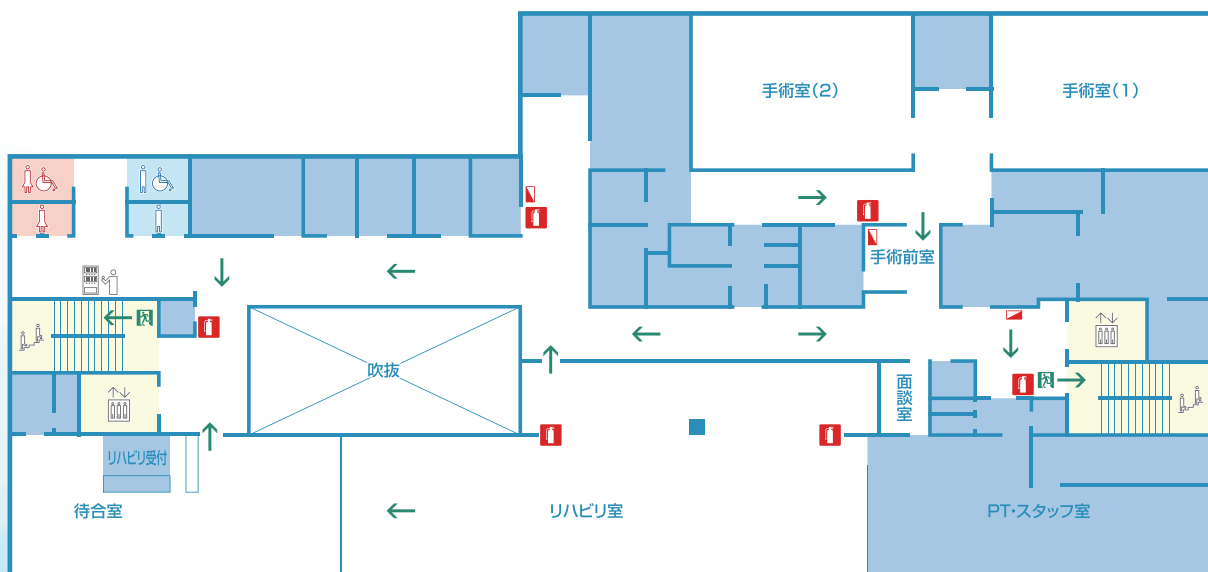 手術室(2)
手術室(1)
手術前室
吹抜
面談室
リハビリ受付
待合室
リハビリ室
PT・スタッフ室